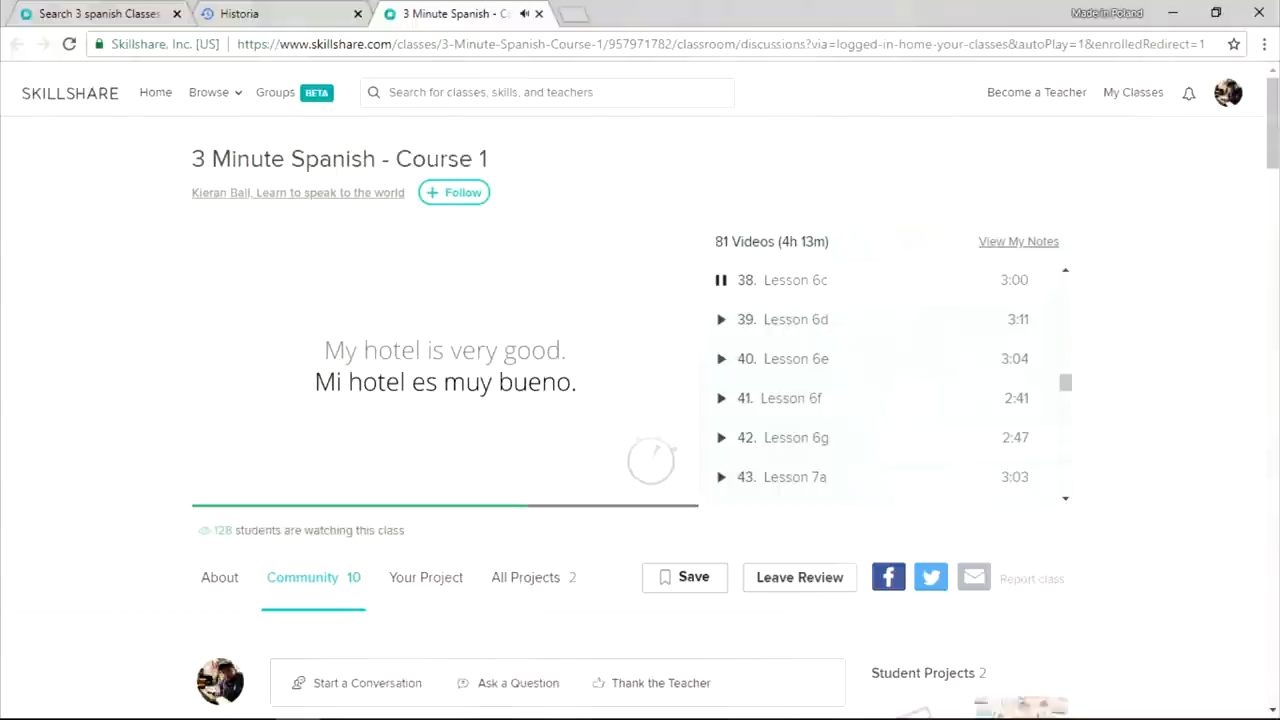 Search 3 spanish Classes
Historia
3 Minute Spanish - Co
Made in Poland
Skillshare, Inc. [US]
https://www.skillshare.com/classes/3-Minute-Spanish-Course-1/957971782/classroom/discussions?via=logged-in-home-your-classes&autoPlay=1&enrolledRedirect=1
SKILLSHARE Home Browse Groups BETA
Search for classes, skills, and teachers
Become a Teacher My Classes
3 Minute Spanish - Course 1
Kieran Ball, Learn to speak to the world
+ Follow
My hotel is very good.
Mi hotel es muy bueno.
81 Videos (4h 13m) View My Notes
38. Lesson 6c 3:00
39. Lesson 6d 3:11
40. Lesson 6e 3:04
41. Lesson 6f 2:41
42. Lesson 6g 2:47
43. Lesson 7a 3:03
128 students are watching this class
About Community 10 Your Project All Projects 2
Save Leave Review Report class
Start a Conversation Ask a Question Thank the Teacher
Student Projects 2